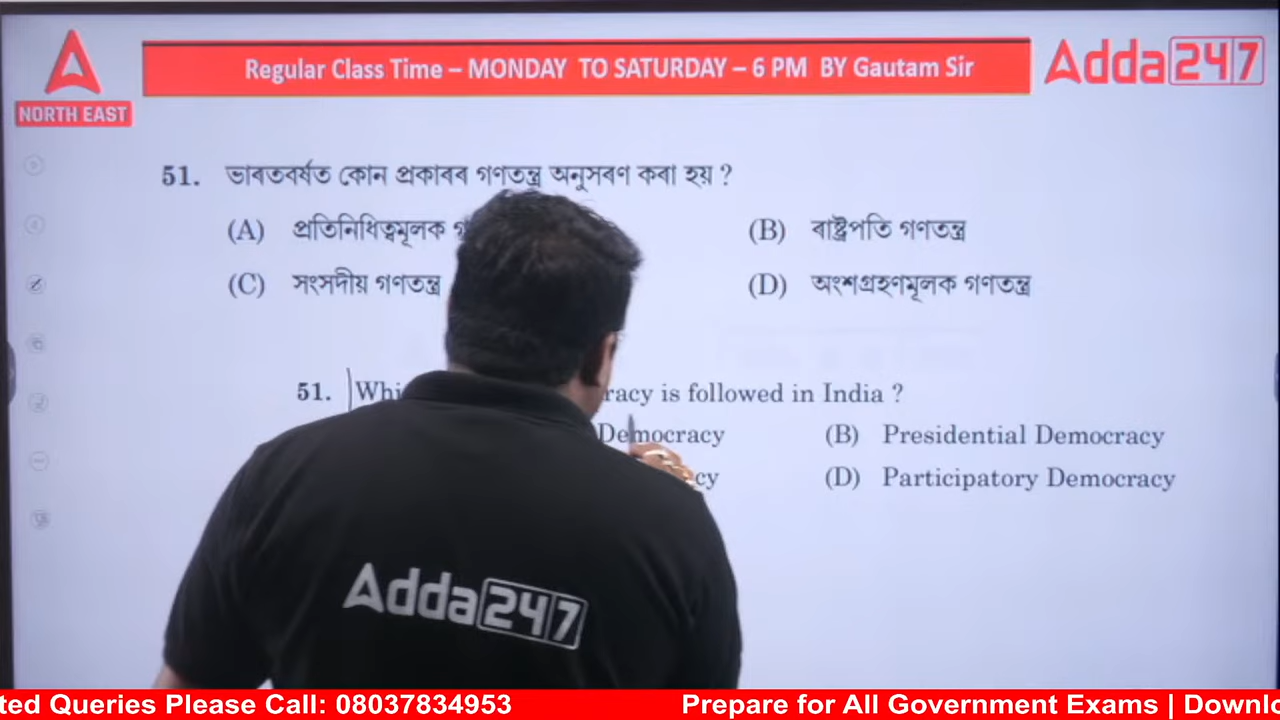 Regular Class Time – MONDAY TO SATURDAY – 6 PM BY Gautam Sir
Adda247
NORTH EAST
51. ভাৰতবৰ্ষত কোন প্ৰকাৰৰ গণতন্ত্ৰ অনুসৰণ কৰা হয় ?
(A) প্ৰতিনিধিত্বমূলক
(B) ৰাষ্ট্ৰপতি গণতন্ত্ৰ
(C) সংসদীয় গণতন্ত্ৰ
(D) অংশগ্ৰহণমূলক গণতন্ত্ৰ
51. is followed in India ?
Democracy (B) Presidential Democracy
(D) Participatory Democracy
Adda247
ted Queries Please Call: 08037834953 Prepare for All Government Exams |